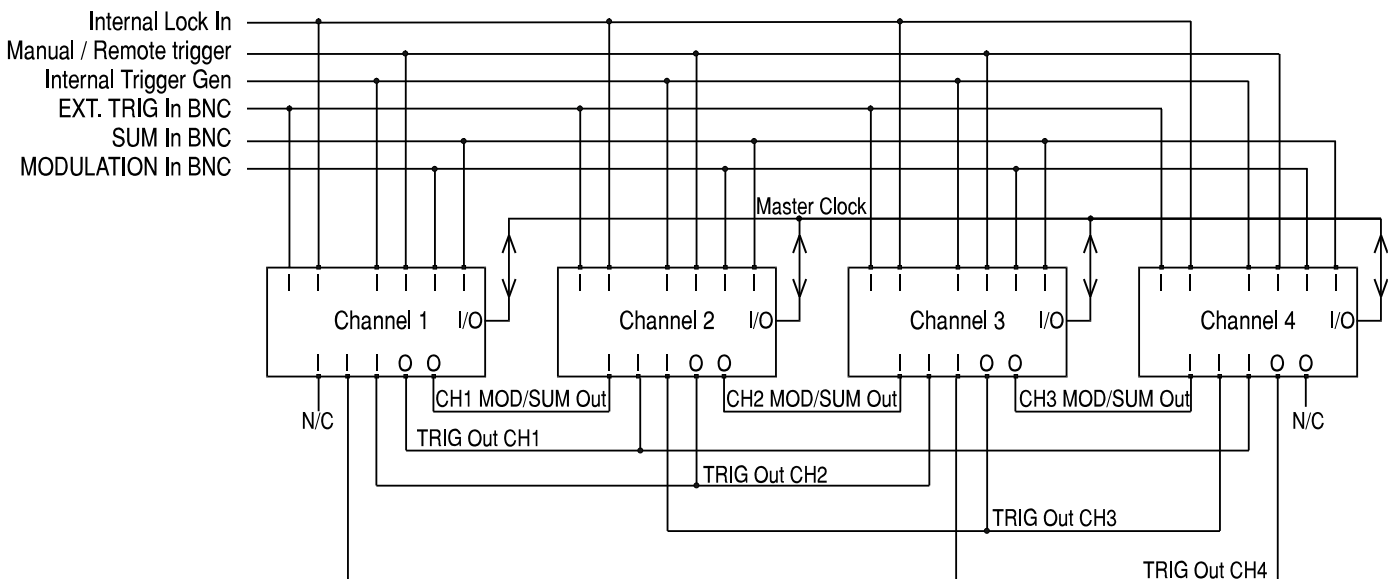 Internal Lock In
Manual / Remote trigger
Internal Trigger Gen
EXT. TRIG In BNC
SUM In BNC
MODULATION In BNC
Master Clock
I I I I I I
I I I I I I
I I I I I I
I I I I I I
Channel 1 I/O
Channel 2 I/O
Channel 3 I/O
Channel 4 I/O
I I I O O
I I I O O
I I I O O
I I I O O
CH1 MOD/SUM Out
CH2 MOD/SUM Out
CH3 MOD/SUM Out
N/C
N/C
TRIG Out CH1
TRIG Out CH2
TRIG Out CH3
TRIG Out CH4